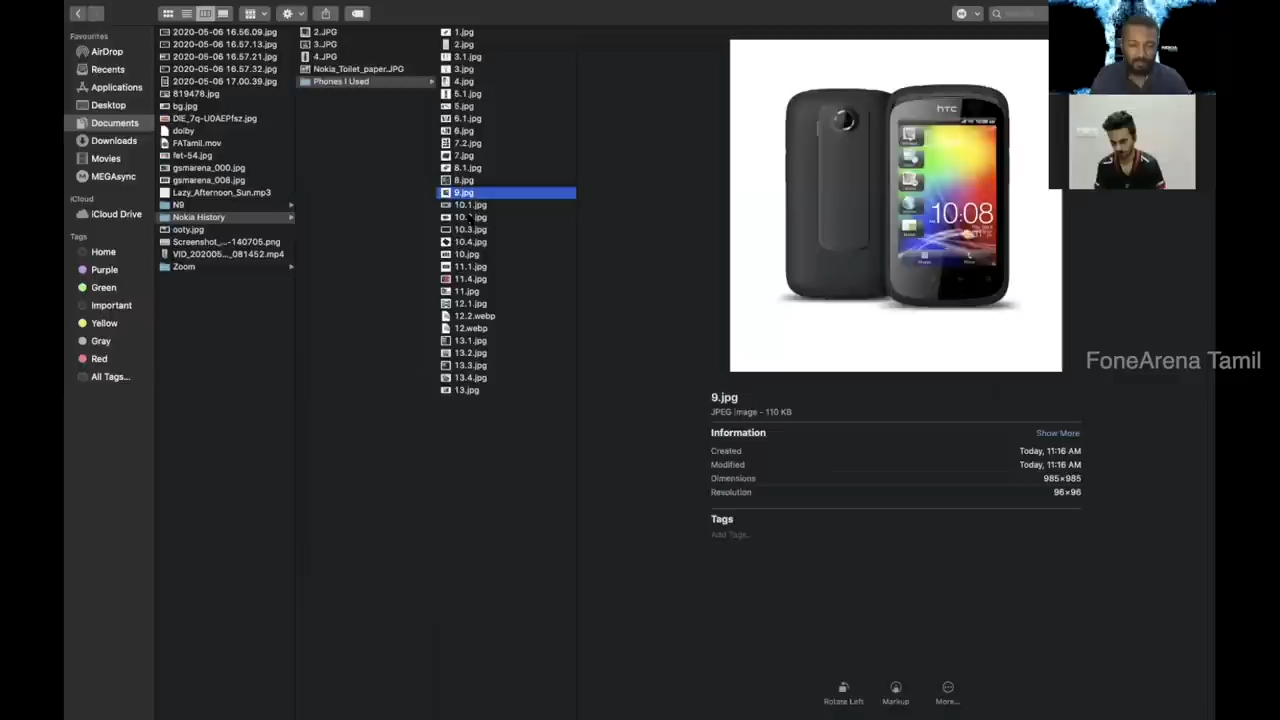 Favourites
AirDrop
Recents
Applications
Desktop
Documents
Downloads
Movies
MEGAsync
iCloud
iCloud Drive
Tags
Home
Purple
Green
Important
Yellow
Gray
Red
All Tags...
2020-05-06 16.56.09.jpg
2020-05-06 16.57.13.jpg
2020-05-06 16.57.21.jpg
2020-05-06 16.57.32.jpg
2020-05-06 17.00.39.jpg
819478.jpg
bg.jpg
DIE_7q-U0AEPfsz.jpg
dolby
FATamil.mov
fet-54.jpg
gsmarena_000.jpg
gsmarena_008.jpg
Lazy_Afternoon_Sun.mp3
N9
Nokia History
ooty.jpg
Screenshot_...-140705.png
VID_202005..._081452.mp4
Zoom
2.JPG
3.JPG
4.JPG
Nokia_Toilet_paper.JPG
Phones I Used
1.jpg
2.jpg
3.1.jpg
3.jpg
4.jpg
5.1.jpg
5.jpg
6.1.jpg
6.jpg
7.2.jpg
7.jpg
8.1.jpg
8.jpg
9.jpg
10.1.jpg
10.3.jpg
10.4.jpg
10.jpg
11.1.jpg
11.4.jpg
11.jpg
12.1.jpg
12.2.webp
12.webp
13.1.jpg
13.2.jpg
13.3.jpg
13.4.jpg
13.jpg
hTC
10:08
NOKIA
FoneArena Tamil
9.jpg
JPEG image - 110 KB
Information
Show More
Created
Today, 11:16 AM
Modified
Today, 11:16 AM
Dimensions
985×985
Resolution
96×96
Tags
Add Tags...
Rotate Left
Markup
More...